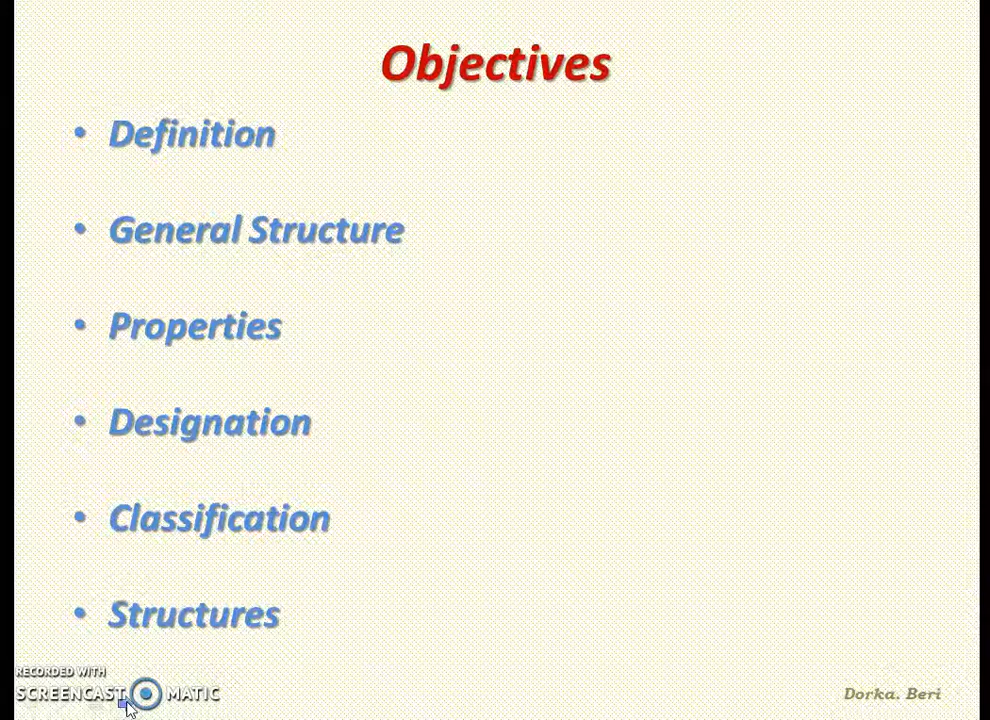 Objectives
• Definition
• General Structure
• Properties
• Designation
• Classification
• Structures
RECORDED WITH
SCREENCAST MATIC
Dorka. Beri